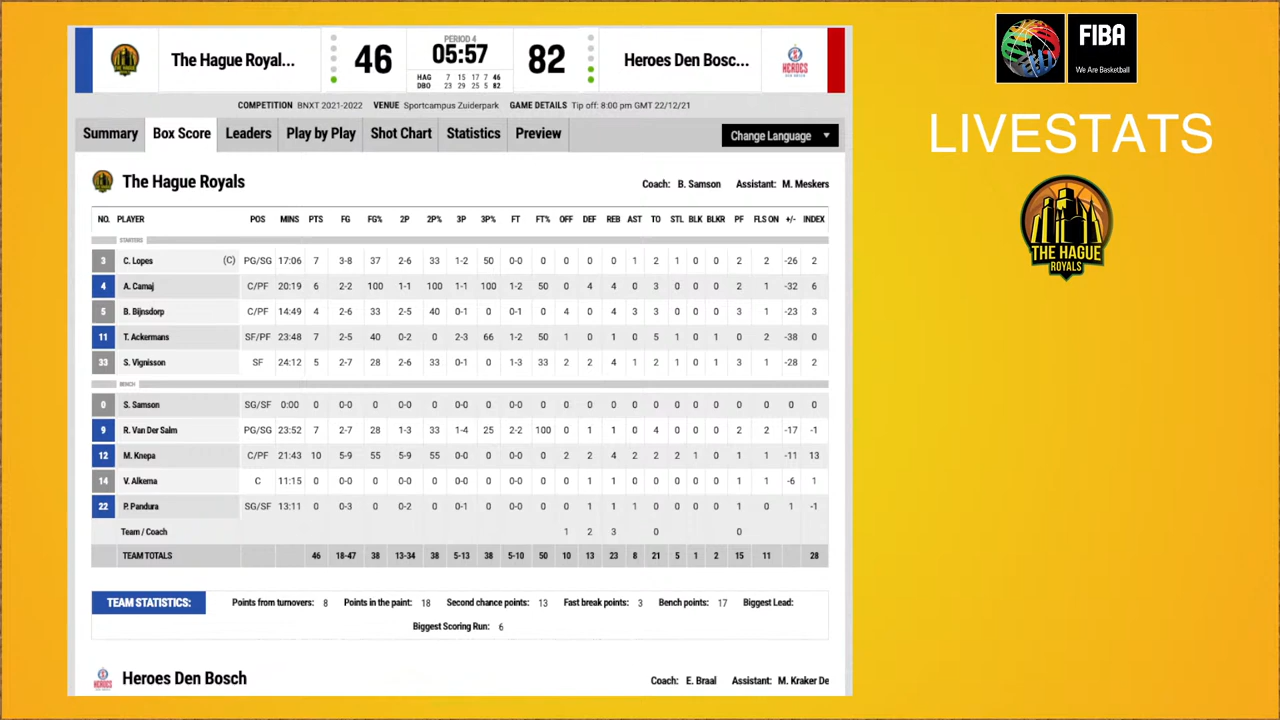 The Hague Royal...
46
PERIOD 4
05:57
HAG 7 15 17 7 46
DBO 23 29 25 5 82
82
Heroes Den Bosc...
HEROES
FIBA
We Are Basketball
COMPETITION BNXT 2021-2022 VENUE Sportcampus Zuiderpark GAME DETAILS Tip off: 8:00 pm GMT 22/12/21
Summary Box Score Leaders Play by Play Shot Chart Statistics Preview Change Language
LIVESTATS
THE HAGUE
ROYALS
The Hague Royals Coach: B. Samson Assistant: M. Meskers
NO. PLAYER POS MINS PTS FG FG% 2P 2P% 3P 3P% FT FT% OFF DEF REB AST TO STL BLK BLKR PF FLS ON +/- INDEX
STARTERS
3 C. Lopes (C) PG/SG 17:06 7 3-8 37 2-6 33 1-2 50 0-0 0 0 0 0 1 2 1 0 0 2 2 -26 2
4 A. Camaj C/PF 20:19 6 2-2 100 1-1 100 1-1 100 1-2 50 0 4 4 0 3 0 0 0 2 1 -32 6
5 B. Bijnsdorp C/PF 14:49 4 2-6 33 2-5 40 0-1 0 0-1 0 4 0 4 3 3 0 0 0 3 1 -23 3
11 T. Ackermans SF/PF 23:48 7 2-5 40 0-2 0 2-3 66 1-2 50 1 0 1 0 5 1 0 1 0 2 -38 0
33 S. Vignisson SF 24:12 5 2-7 28 2-6 33 0-1 0 1-3 33 2 2 4 1 2 1 0 1 3 1 -28 2
BENCH
0 S. Samson SG/SF 0:00 0 0-0 0 0-0 0 0-0 0 0-0 0 0 0 0 0 0 0 0 0 0 0 0 0
9 R. Van Der Salm PG/SG 23:52 7 2-7 28 1-3 33 1-4 25 2-2 100 0 1 1 0 4 0 0 0 2 2 -17 -1
12 M. Knepa C/PF 21:43 10 5-9 55 5-9 55 0-0 0 0-0 0 2 2 4 2 2 2 1 0 1 1 -11 13
14 V. Alkema C 11:15 0 0-0 0 0-0 0 0-0 0 0-0 0 0 1 1 0 0 0 0 0 1 1 -6 1
22 P. Pandura SG/SF 13:11 0 0-3 0 0-2 0 0-1 0 0-0 0 0 1 1 1 0 0 0 0 1 0 1 -1
Team / Coach 1 2 3 0 0
TEAM TOTALS 46 18-47 38 13-34 38 5-13 38 5-10 50 10 13 23 8 21 5 1 2 15 11 28
TEAM STATISTICS: Points from turnovers: 8 Points in the paint: 18 Second chance points: 13 Fast break points: 3 Bench points: 17 Biggest Lead:
Biggest Scoring Run: 6
Heroes Den Bosch Coach: E. Braal Assistant: M. Kraker De